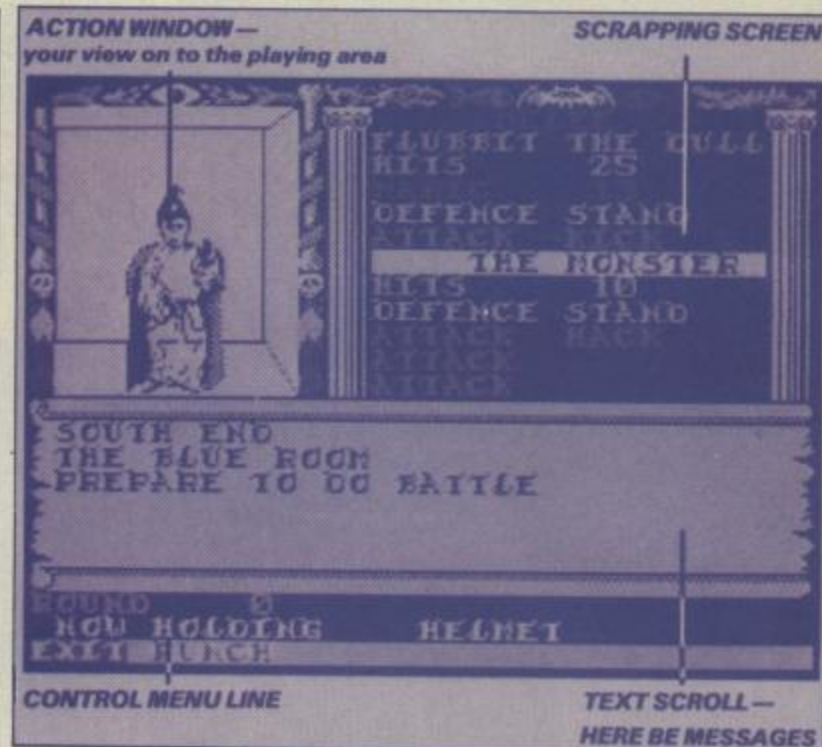 ACTION WINDOW—
your view on to the playing area
SCRAPPING SCREEN
FLUBBIT THE DULL
HITS 25
DEFENCE STAND
ATTACK KICK
THE MONSTER
HITS 10
DEFENCE STAND
ATTACK HACK
ATTACK
ATTACK
SOUTH END
THE BLUE ROOM
PREPARE TO DO BATTLE
ROUND 0
NOW HOLDING HELMET
EXIT
CONTROL MENU LINE
TEXT SCROLL—
HERE BE MESSAGES